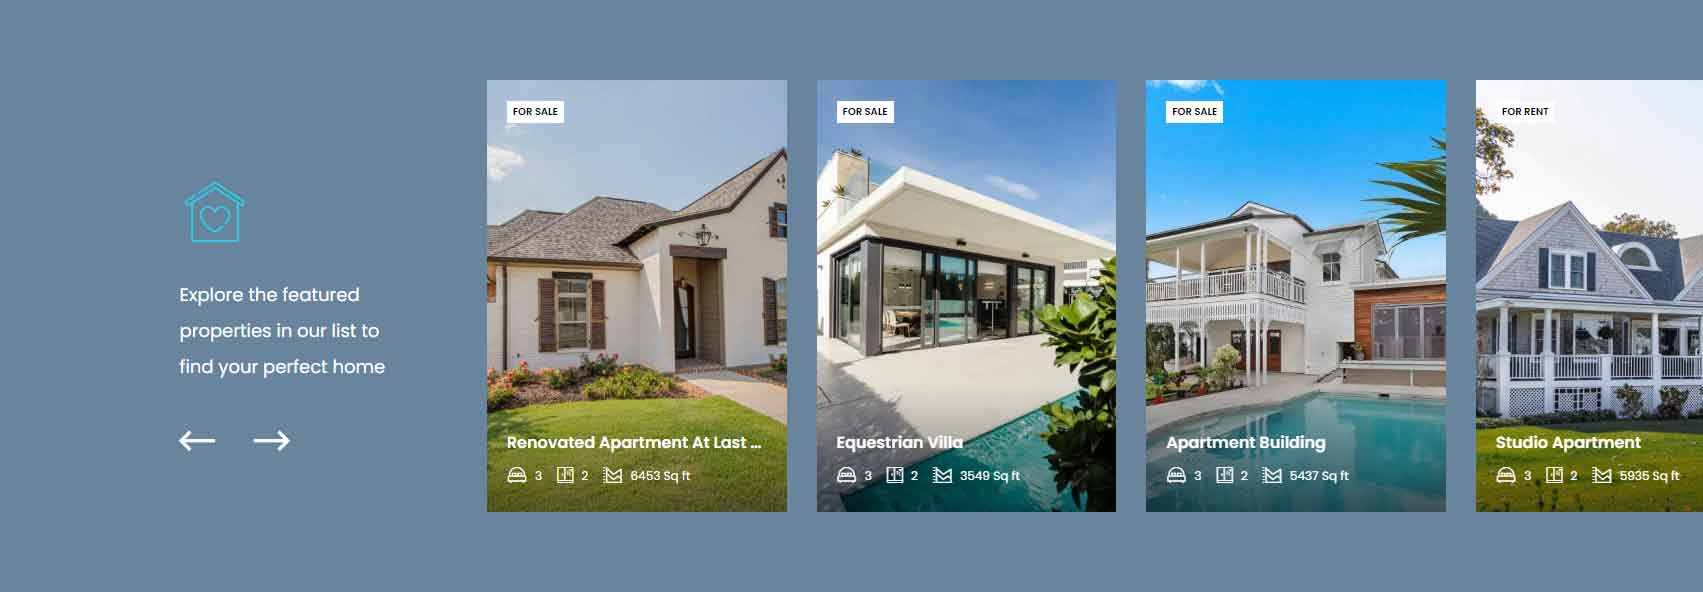 Explore the featured
properties in our list to
find your perfect home
FOR SALE
Renovated Apartment At Last ...
3 2 6453 Sq ft
FOR SALE
Equestrian Villa
3 2 3549 Sq ft
FOR SALE
Apartment Building
3 2 5437 Sq ft
FOR RENT
Studio Apartment
3 2 5935 Sq ft